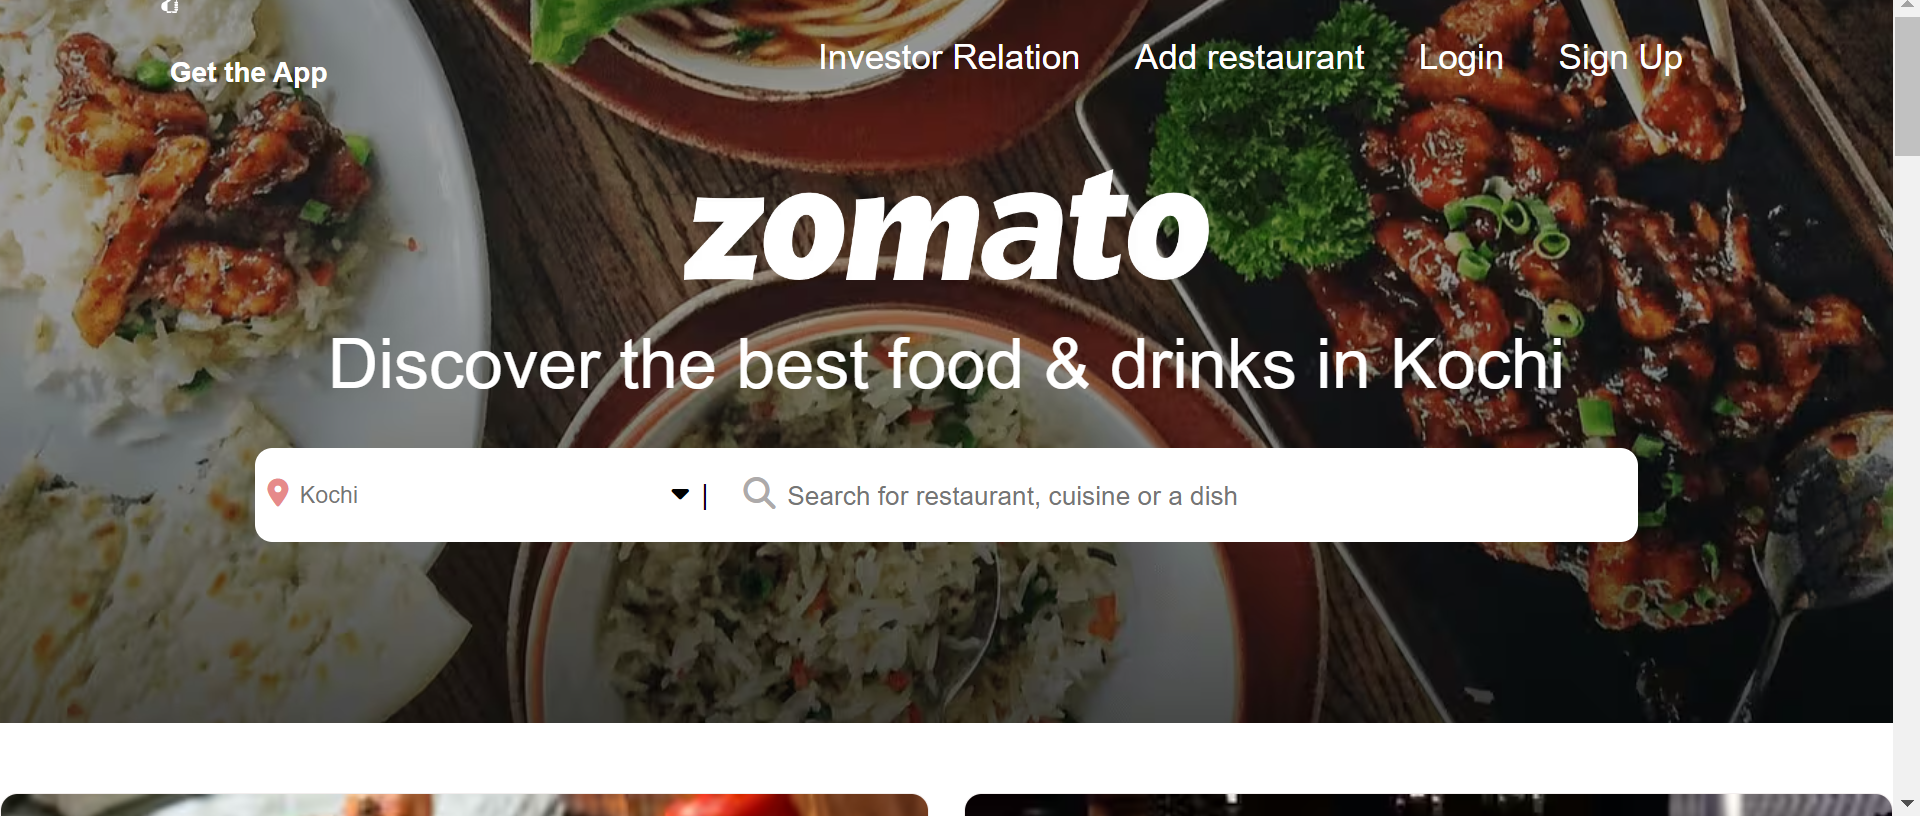 Get the App
Investor Relation
Add restaurant
Login
Sign Up
zomato
Discover the best food & drinks in Kochi
Kochi
|
Search for restaurant, cuisine or a dish